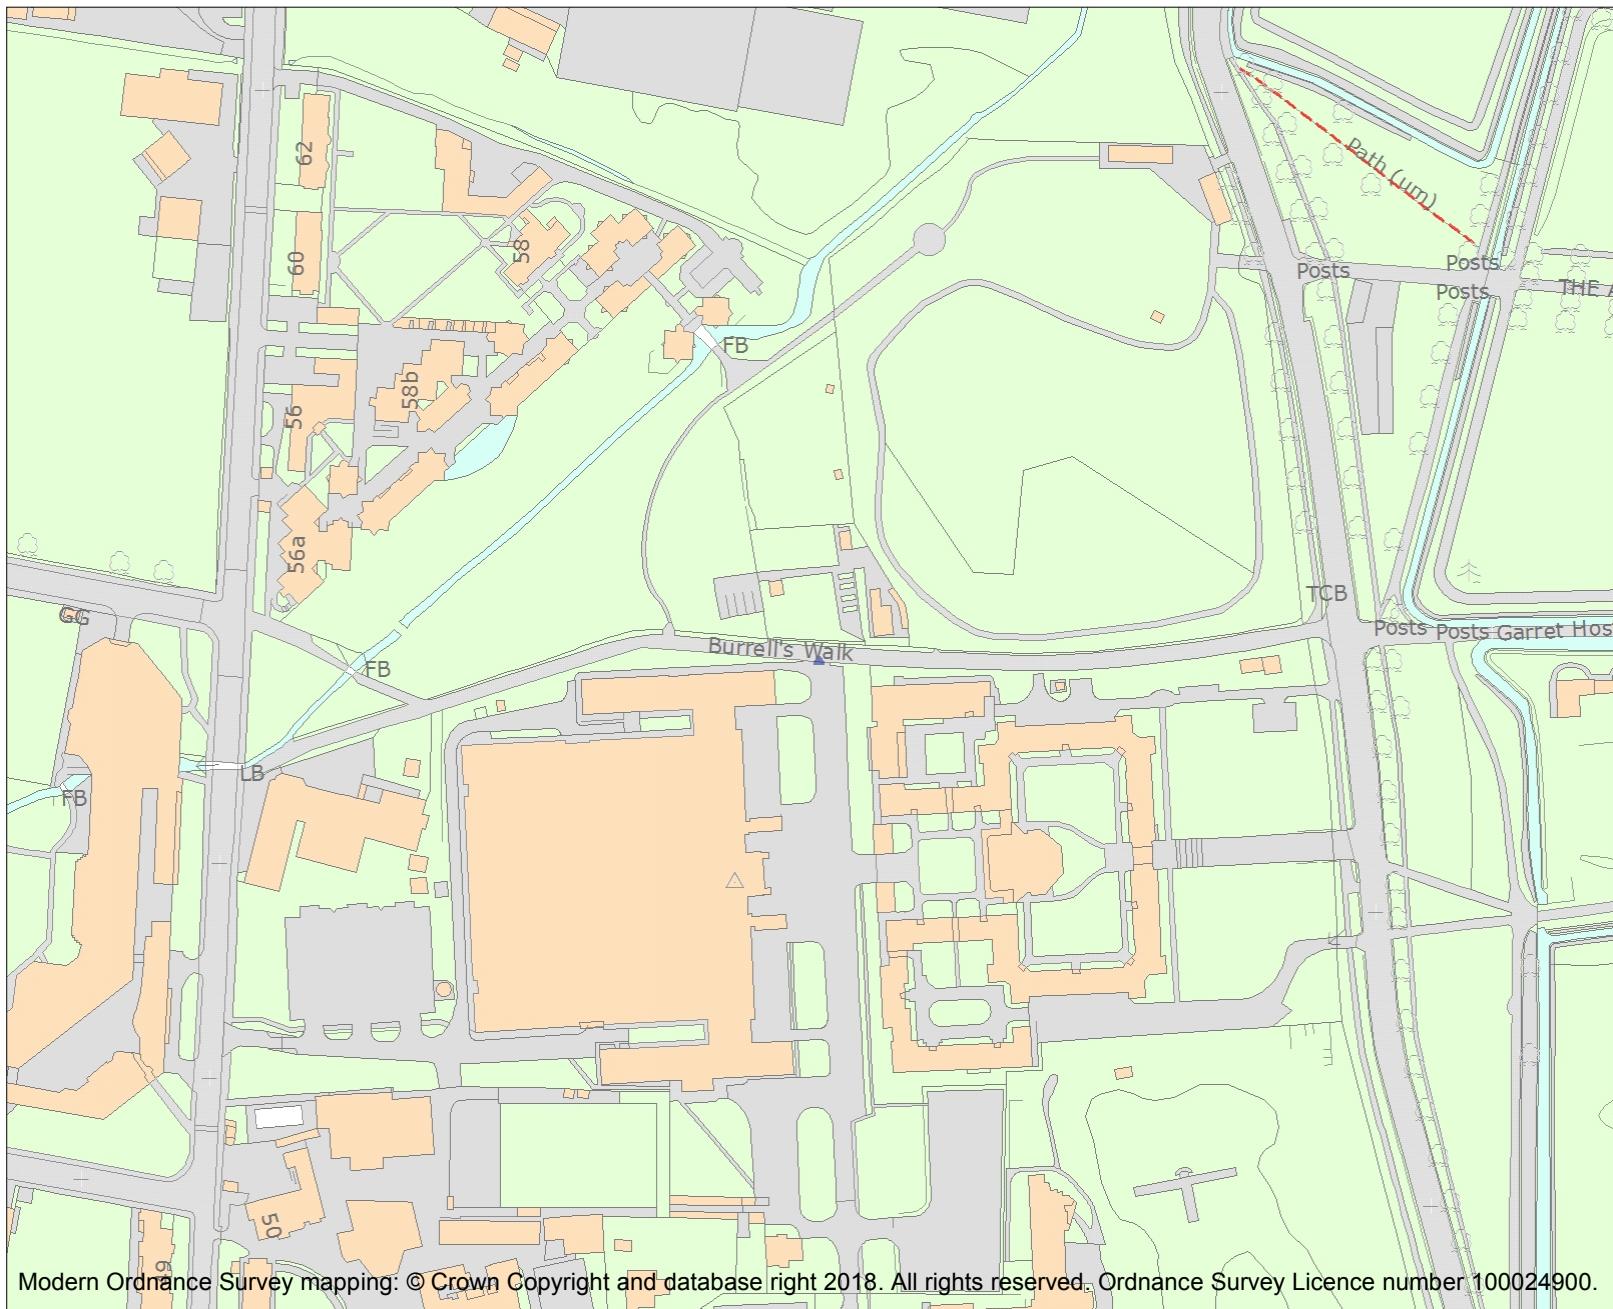 62
Path (um)
58
60
Posts
Posts
Posts
THE A
FB
58b
56
56a
TCB
GG
Posts
Posts
Garret Hos
Burrell's Walk
FB
LB
FB
50
Modern Ordnance Survey mapping: © Crown Copyright and database right 2018. All rights reserved. Ordnance Survey Licence number 100024900.